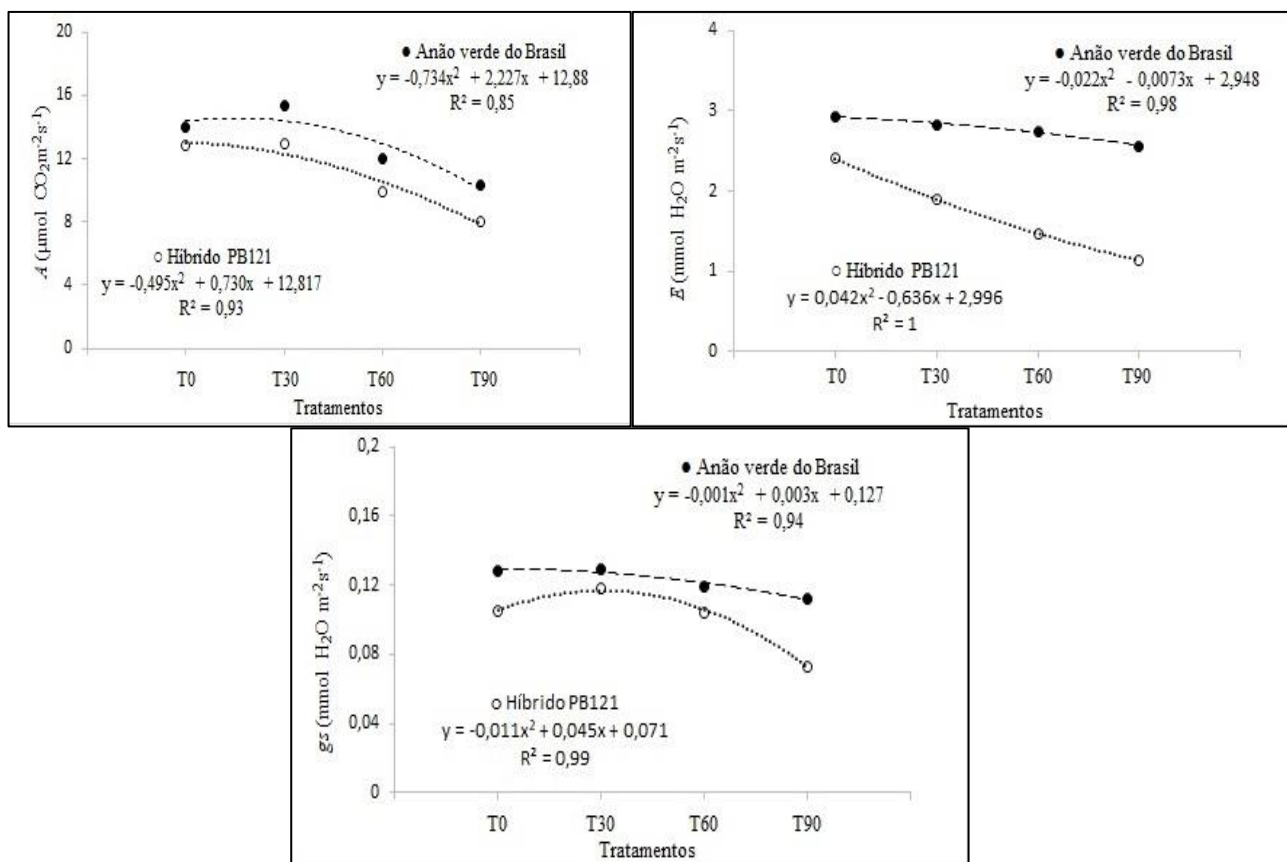 20
16
12
8
4
0
A (µmol CO₂m⁻²s⁻¹)
Anão verde do Brasil
y = -0,734x² + 2,227x + 12,88
R² = 0,85
Híbrido PB121
y = -0,495x² + 0,730x + 12,817
R² = 0,93
T0 T30 T60 T90
Tratamentos
4
3
2
1
0
E (mmol H₂O m⁻²s⁻¹)
Anão verde do Brasil
y = -0,022x² - 0,0073x + 2,948
R² = 0,98
Híbrido PB121
y = 0,042x² - 0,636x + 2,996
R² = 1
T0 T30 T60 T90
Tratamentos
0,2
0,16
0,12
0,08
0,04
0
gs (mmol H₂O m⁻²s⁻¹)
Anão verde do Brasil
y = -0,001x² + 0,003x + 0,127
R² = 0,94
Híbrido PB121
y = -0,011x² + 0,045x + 0,071
R² = 0,99
T0 T30 T60 T90
Tratamentos